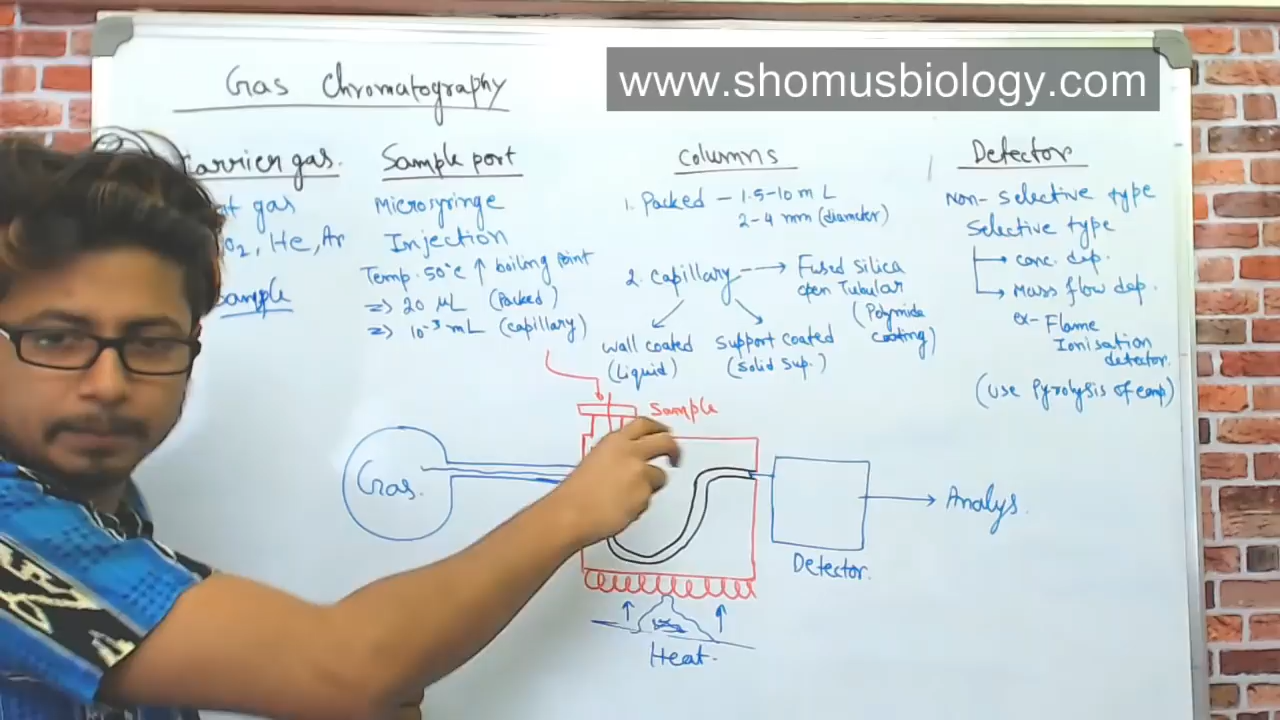 www.shomusbiology.com
Gas Chromatography
Carrier gas.
gas
O2, He, Ar
Sample
Sample port
Microsyringe
Injection
Temp. 50°C ↑ boiling point
=> 20 µL (Packed)
=> 10-3 mL (Capillary)
Columns
1. Packed - 1.5-10 m L
2-4 mm (diameter)
2. Capillary --→ Fused Silica
open Tubular
(Polymide
coating)
Wall coated
(Liquid)
Support coated
(Solid Sup.)
Detector
Non-Selective type
Selective type
→ Conc. dep.
→ Mass flow dep.
ex- Flame
Ionisation
detector.
(use Pyrolysis of comp)
Sample
Gas.
Detector.
Analys.
Heat.